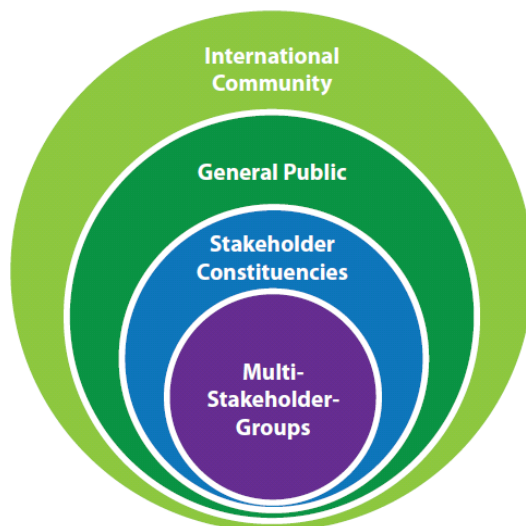 International
Community
General Public
Stakeholder
Constituencies
Multi-
Stakeholder-
Groups